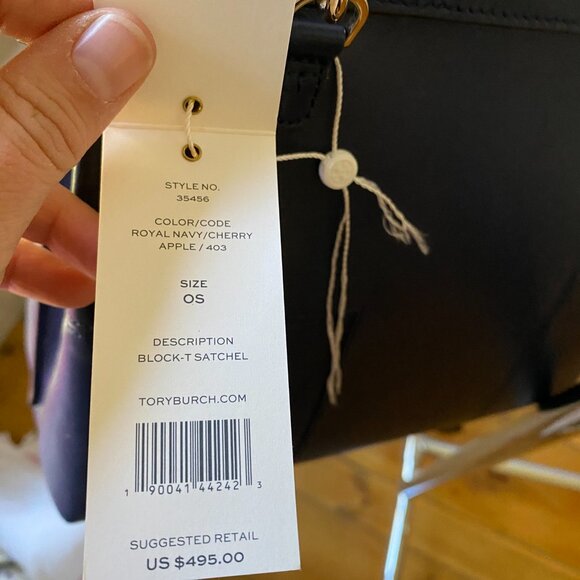 STYLE NO.
35456
COLOR/CODE
ROYAL NAVY/CHERRY
APPLE / 403
SIZE
OS
DESCRIPTION
BLOCK-T SATCHEL
TORYBURCH.COM
1 90041 44242 3
SUGGESTED RETAIL
US $495.00